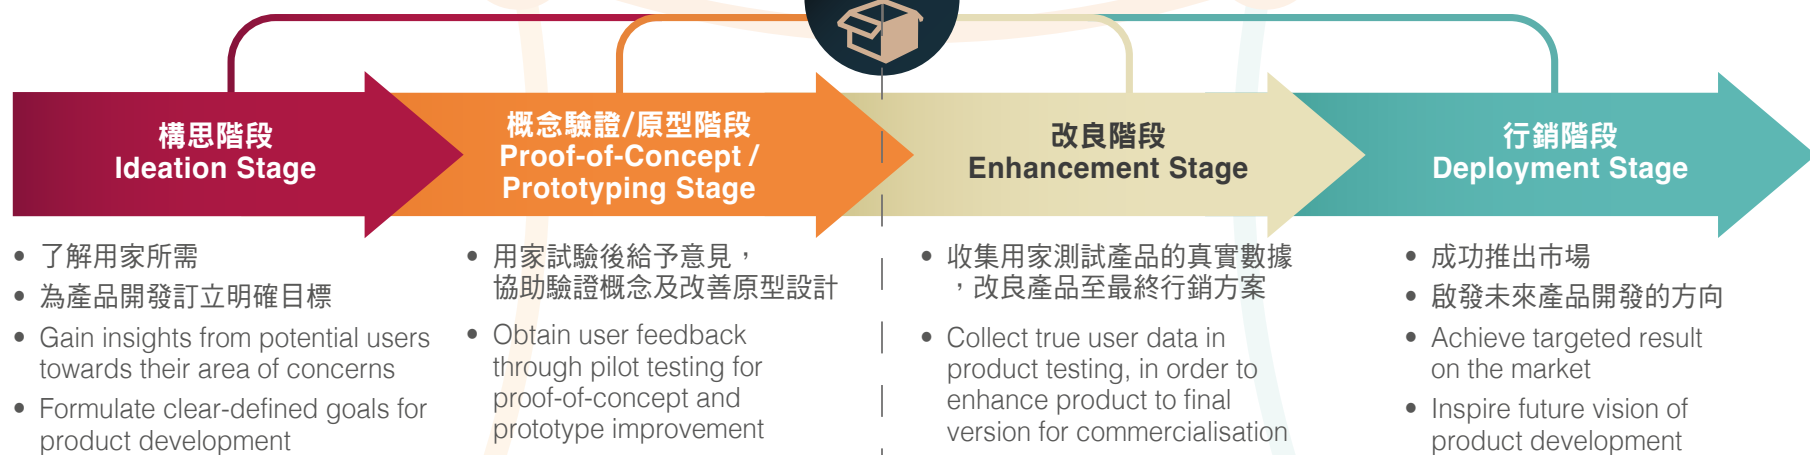 構思階段
Ideation Stage
• 了解用家所需
• 為產品開發訂立明確目標
• Gain insights from potential users
towards their area of concerns
• Formulate clear-defined goals for
product development
概念驗證/原型階段
Proof-of-Concept /
Prototyping Stage
• 用家試驗後給予意見，
協助驗證概念及改善原型設計
• Obtain user feedback
through pilot testing for
proof-of-concept and
prototype improvement
改良階段
Enhancement Stage
• 收集用家測試產品的真實數據
，改良產品至最終行銷方案
• Collect true user data in
product testing, in order to
enhance product to final
version for commercialisation
行銷階段
Deployment Stage
• 成功推出市場
• 啟發未來產品開發的方向
• Achieve targeted result
on the market
• Inspire future vision of
product development